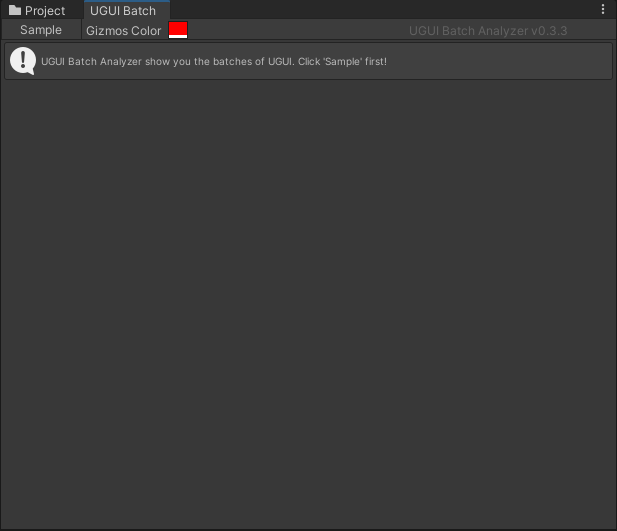 Project UGUI Batch
Sample Gizmos Color UGUI Batch Analyzer v0.3.3
UGUI Batch Analyzer show you the batches of UGUI. Click 'Sample' first!